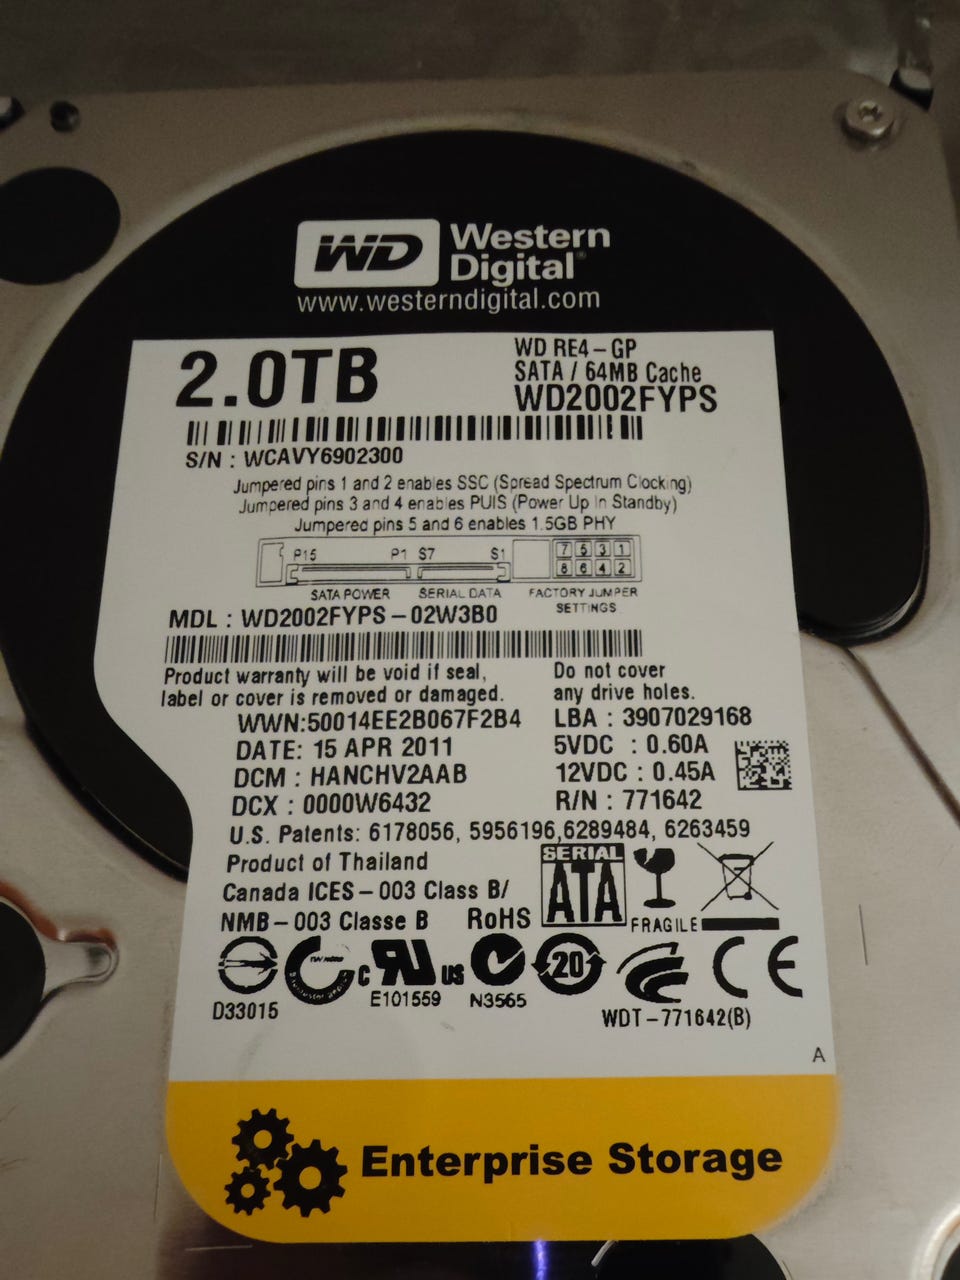 WD Western Digital®
www.westerndigital.com
2.0TB
WD RE4-GP
SATA / 64MB Cache
WD2002FYPS
S/N : WCAVY6902300
Jumpered pins 1 and 2 enables SSC (Spread Spectrum Clocking)
Jumpered pins 3 and 4 enables PUIS (Power Up In Standby)
Jumpered pins 5 and 6 enables 1.5GB PHY
P15 P1 S7 S1 7 5 3 1
8 6 4 2
SATA POWER SERIAL DATA FACTORY JUMPER
SETTINGS
MDL : WD2002FYPS-02W3B0
Product warranty will be void if seal,
label or cover is removed or damaged.
Do not cover
any drive holes.
WWN:50014EE2B067F2B4 LBA : 3907029168
DATE: 15 APR 2011 5VDC : 0.60A
DCM : HANCHV2AAB 12VDC : 0.45A
DCX : 0000W6432 R/N : 771642
U.S. Patents: 6178056, 5956196,6289484, 6263459
Product of Thailand
Canada ICES-003 Class B/
NMB-003 Classe B RoHS
SERIAL
ATA
FRAGILE
c RU US 20 CE
D33015 E101559 N3565
WDT-771642(B)
A
Enterprise Storage